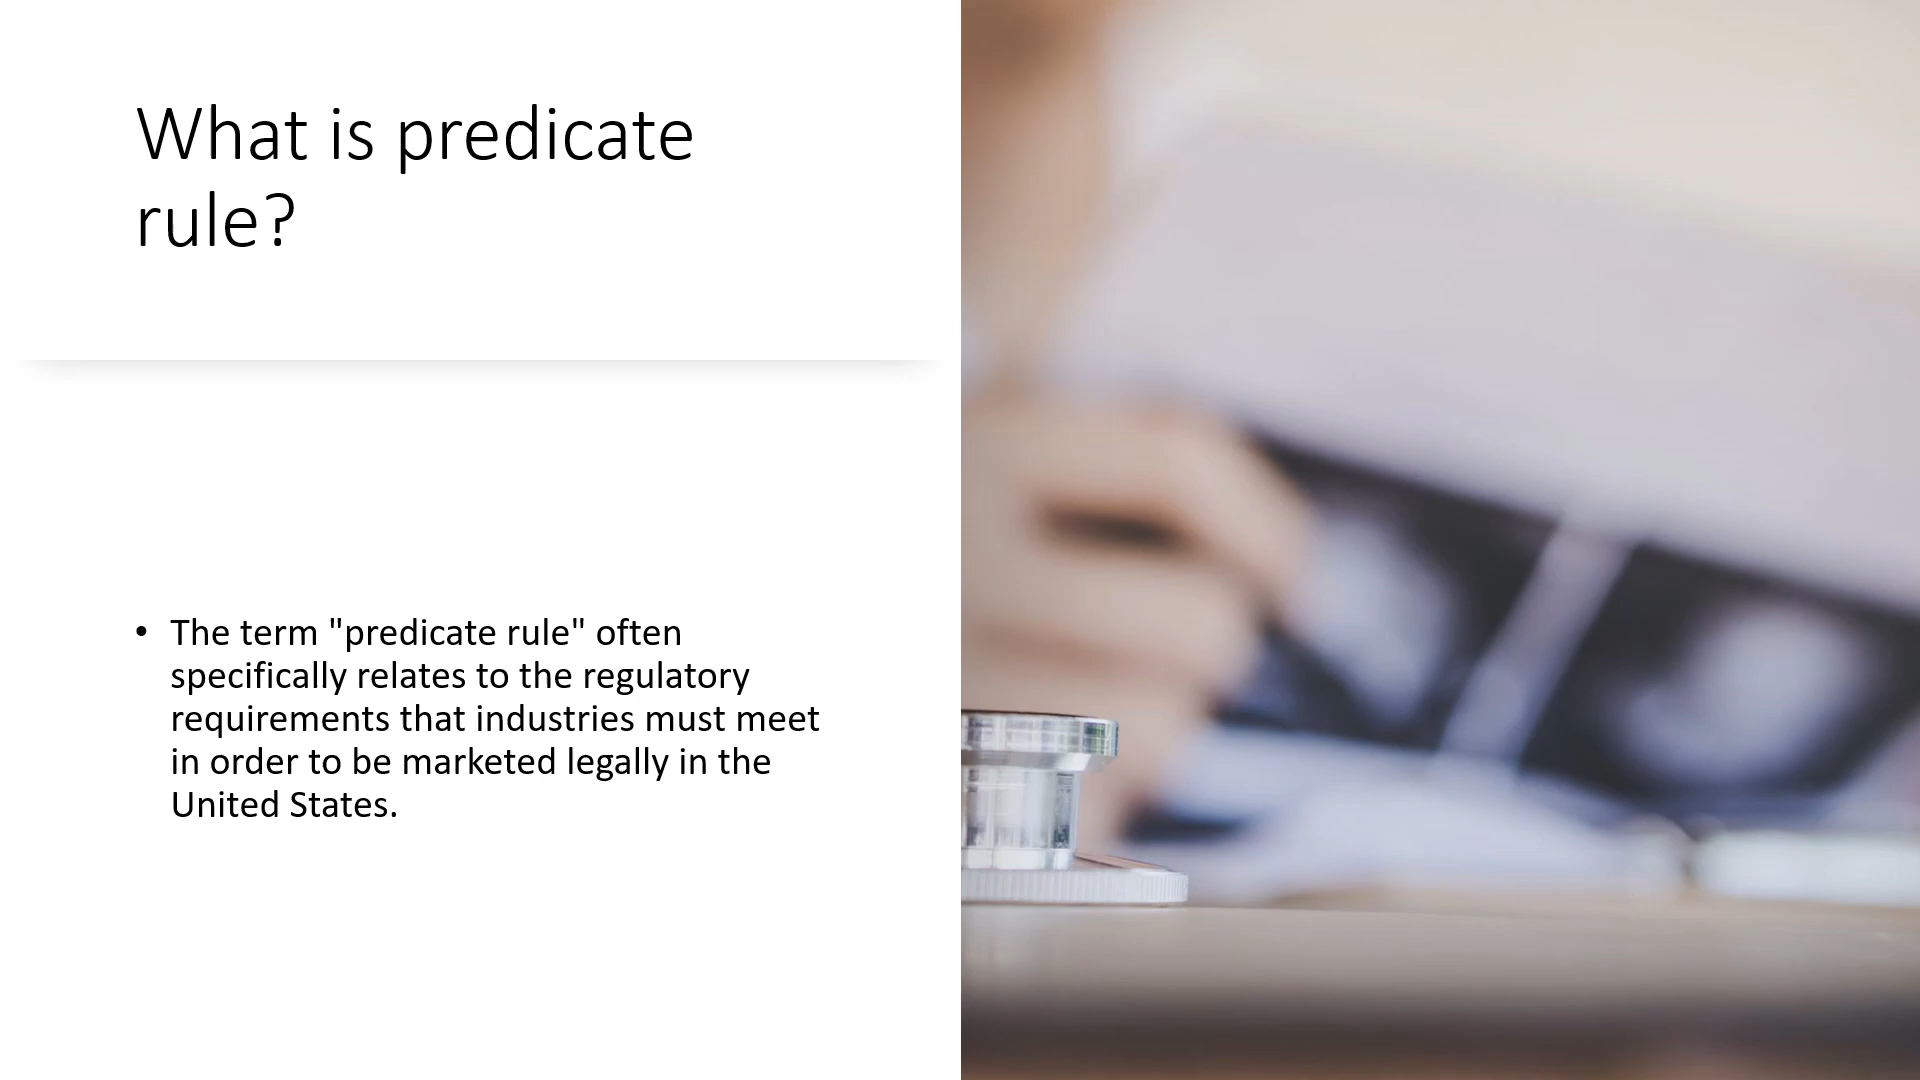 What is predicate
rule?
• The term "predicate rule" often
specifically relates to the regulatory
requirements that industries must meet
in order to be marketed legally in the
United States.